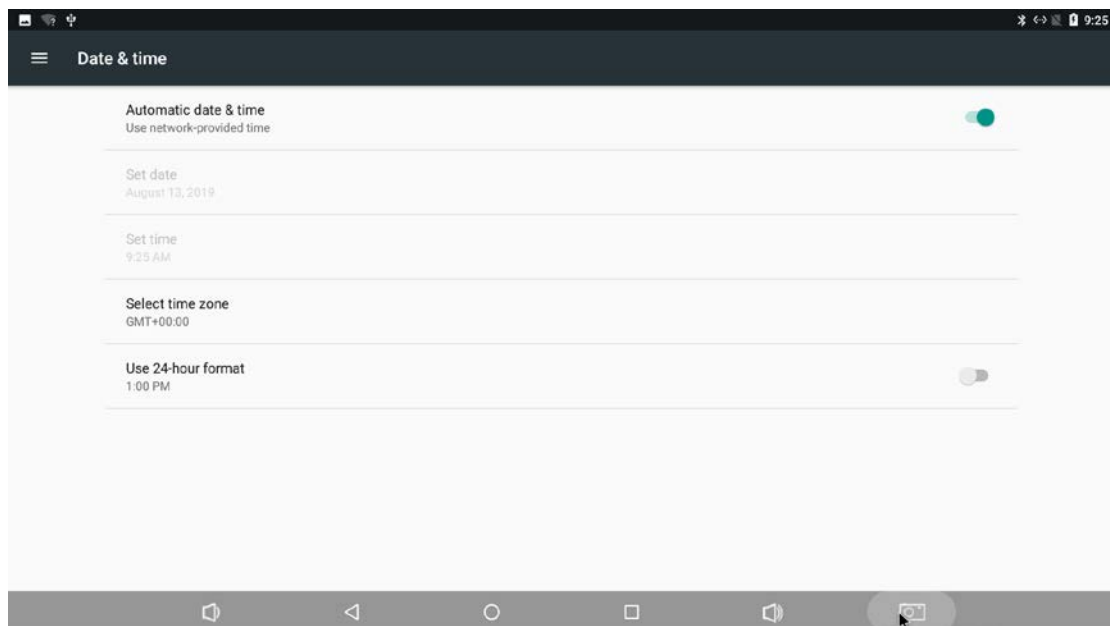 9:25
Date & time
Automatic date & time
Use network-provided time
Set date
August 13, 2019
Set time
9:25 AM
Select time zone
GMT+00:00
Use 24-hour format
1:00 PM